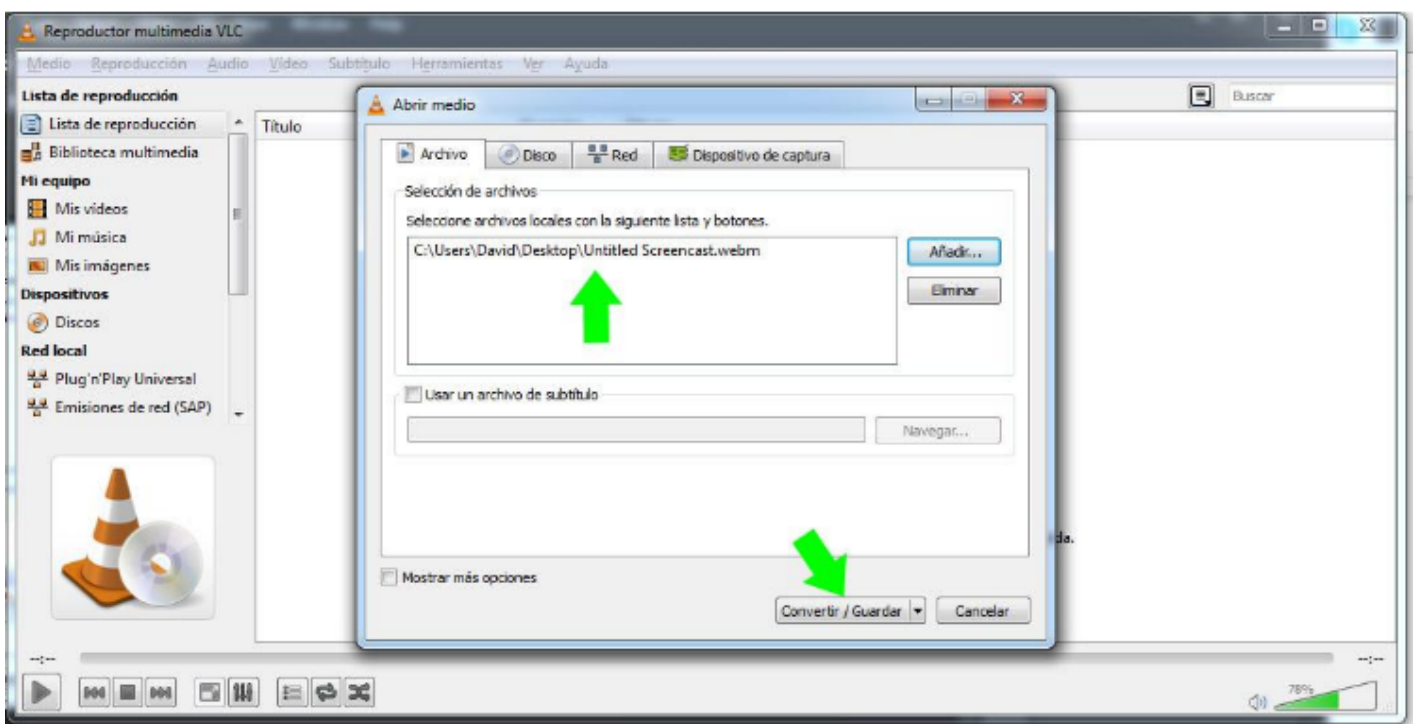 Reproductor multimedia VLC
Medio Reproducción Audio Vídeo Subtítulo Herramientas Ver Ayuda
Lista de reproducción
Buscar
Lista de reproducción
Título
Biblioteca multimedia
Mi equipo
Mis vídeos
Mi música
Mis imágenes
Dispositivos
Discos
Red local
Plug'n'Play Universal
Emisiones de red (SAP)
Abrir medio
Archivo Disco Red Dispositivo de captura
Selección de archivos
Seleccione archivos locales con la siguiente lista y botones.
C:\Users\David\Desktop\Untitled Screencast.webm
Añadir...
Eliminar
Usar un archivo de subtítulo
Navegar...
da.
Mostrar más opciones
Convertir / Guardar Cancelar
--:-- --:--
78%